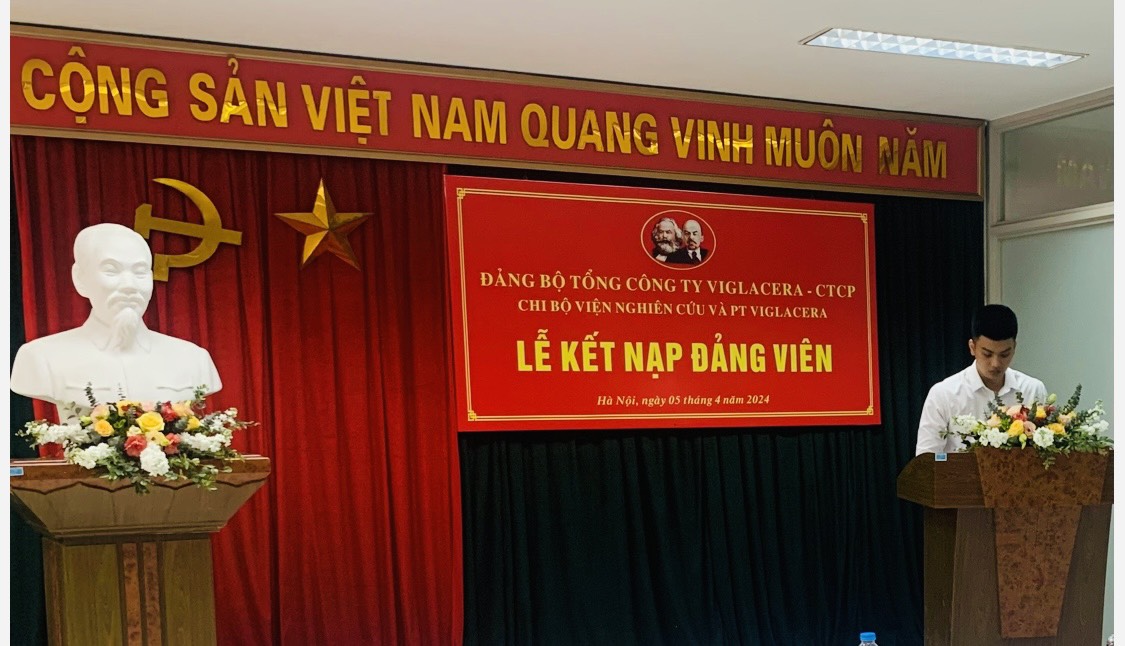 CỘNG SẢN VIỆT NAM QUANG VINH MUÔN NĂM
ĐẢNG BỘ TỔNG CÔNG TY VIGLACERA - CTCP
CHI BỘ VIỆN NGHIÊN CỨU VÀ PT VIGLACERA
LỄ KẾT NẠP ĐẢNG VIÊN
Hà Nội, ngày 05 tháng 4 năm 2024